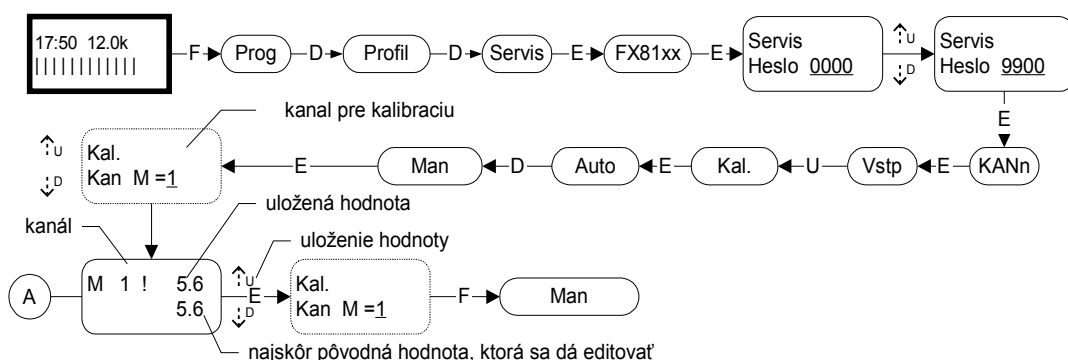 17:50 12.0k
| | | | | | | | | | | |
F
Prog
D
Profil
D
Servis
E
FX81xx
E
Servis
Heslo 0000
U
D
Servis
Heslo 9900
E
KANn
E
Vstp
U
Kal.
E
Auto
D
Man
E
kanal pre kalibraciu
U
D
Kal.
Kan M =1
kanál
uložená hodnota
uloženie hodnoty
A
M 1 ! 5.6
5.6
U
E
D
Kal.
Kan M =1
F
Man
najskôr pôvodná hodnota, ktorá sa dá editovať